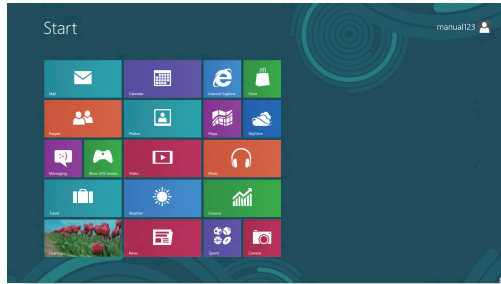 Start
manual123
Mail
Calendar
Internet Explorer
Store
People
Photos
Maps
SkyDrive
Messaging
Xbox LIVE Games
Video
Music
Travel
Weather
Finance
Desktop
News
Sports
Camera